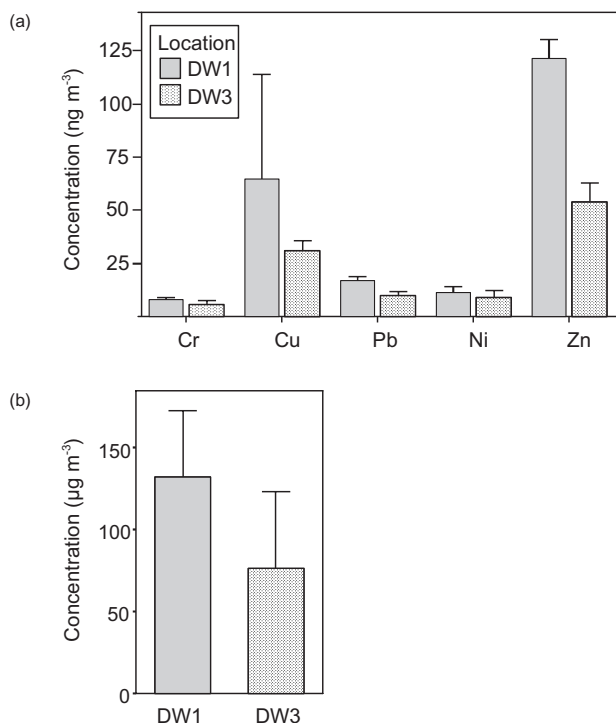 (a)
Concentration (ng m⁻³)
125
100
75
50
25
Location
DW1
DW3
Cr Cu Pb Ni Zn
(b)
Concentration (µg m⁻³)
150
100
50
0
DW1 DW3